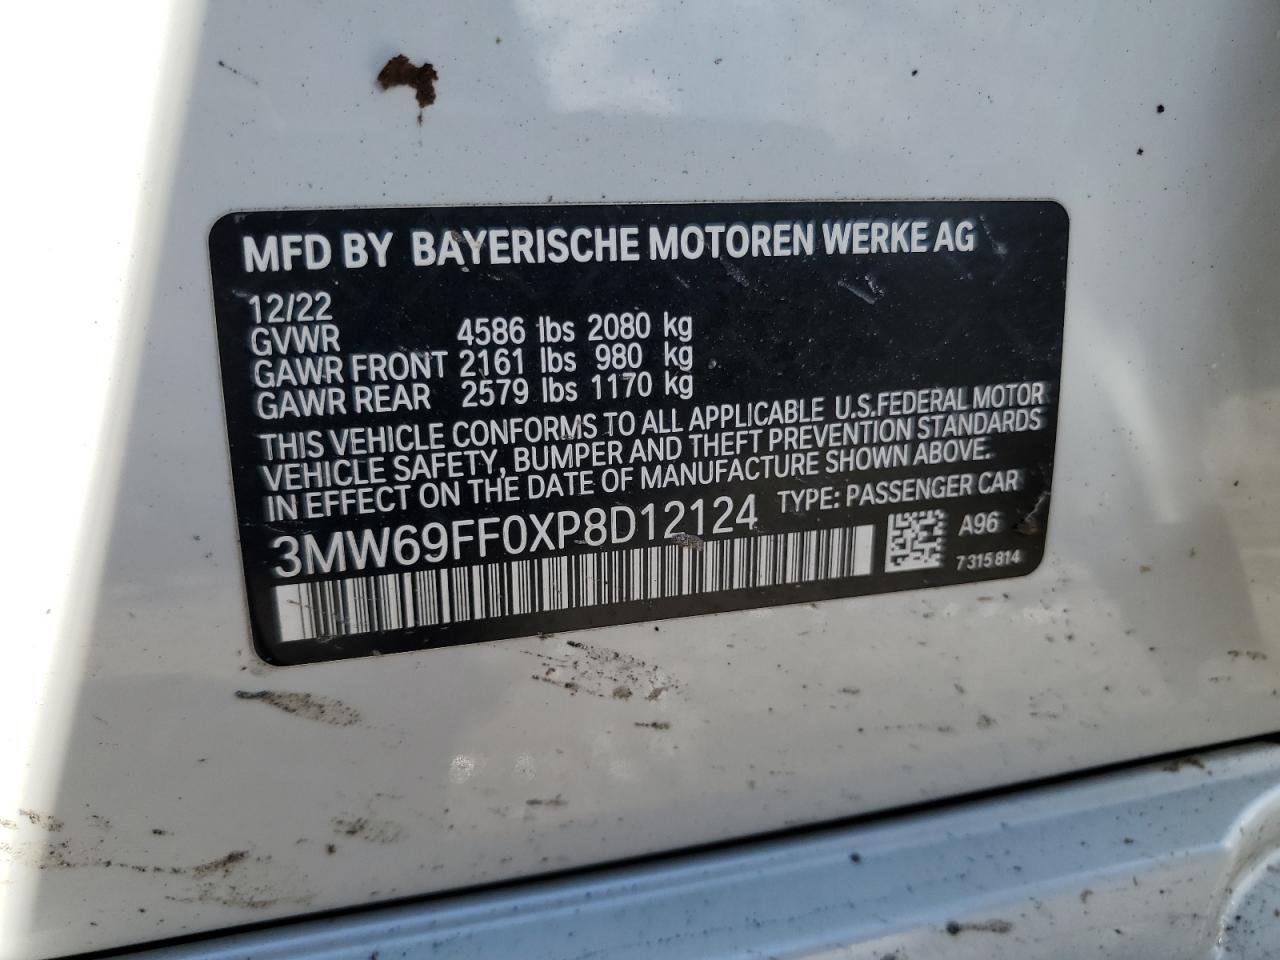 MFD BY BAYERISCHE MOTOREN WERKE AG
12/22
GVWR 4586 lbs 2080 kg
GAWR FRONT 2161 lbs 980 kg
GAWR REAR 2579 lbs 1170 kg
THIS VEHICLE CONFORMS TO ALL APPLICABLE U.S.FEDERAL MOTOR
VEHICLE SAFETY, BUMPER AND THEFT PREVENTION STANDARDS
IN EFFECT ON THE DATE OF MANUFACTURE SHOWN ABOVE.
3MW69FF0XP8D12124 TYPE: PASSENGER CAR
A96
7 315 814